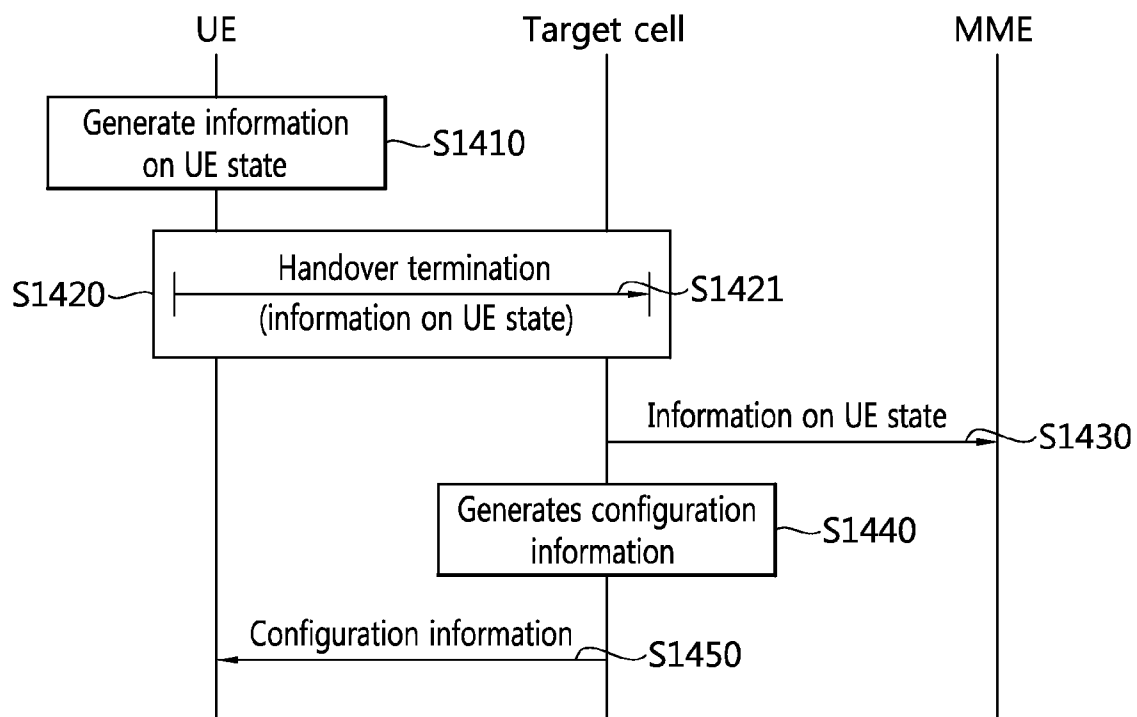 UE
Target cell
MME
Generate information
on UE state
S1410
S1420
Handover termination
(information on UE state)
S1421
Information on UE state
S1430
Generates configuration
information
S1440
Configuration information
S1450